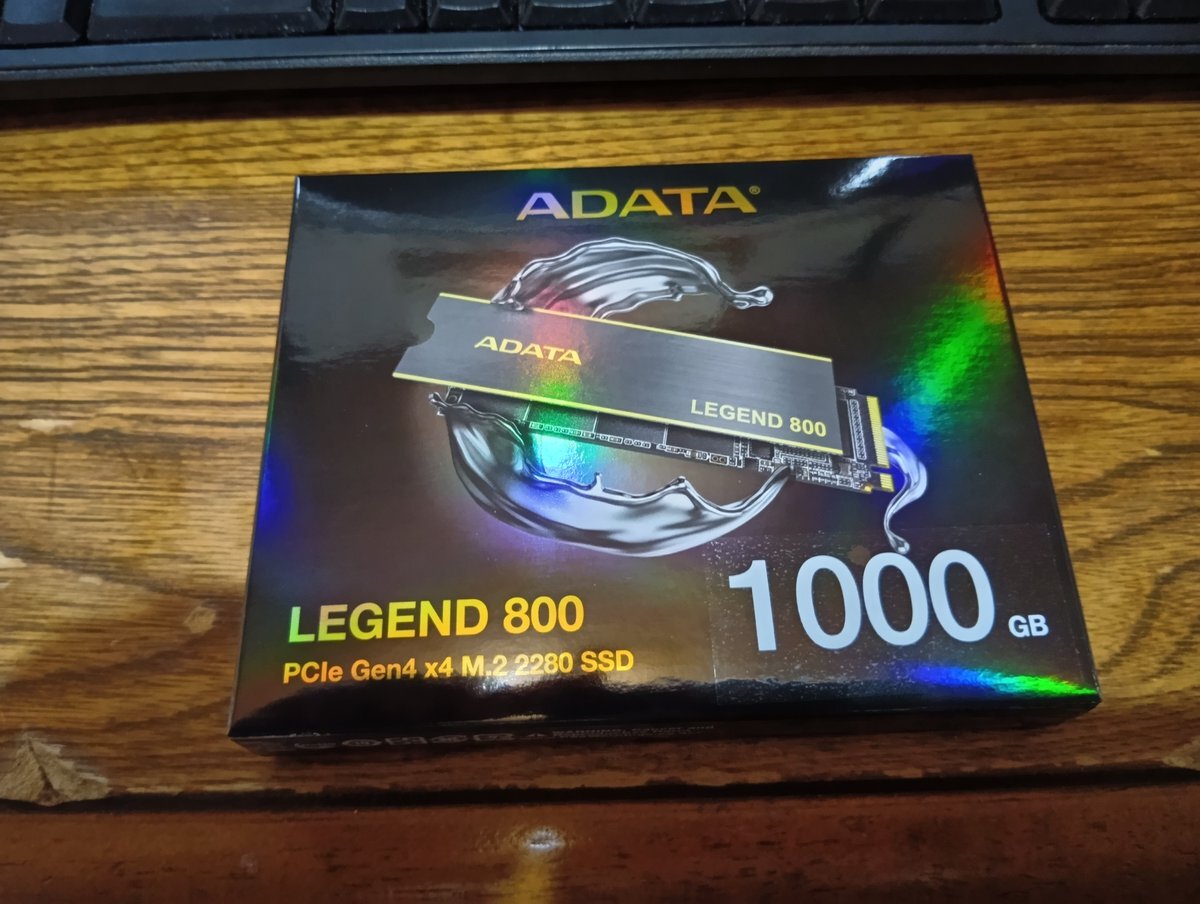 ADATA®
ADATA
LEGEND 800
1000 GB
LEGEND 800
PCIe Gen4 x4 M.2 2280 SSD